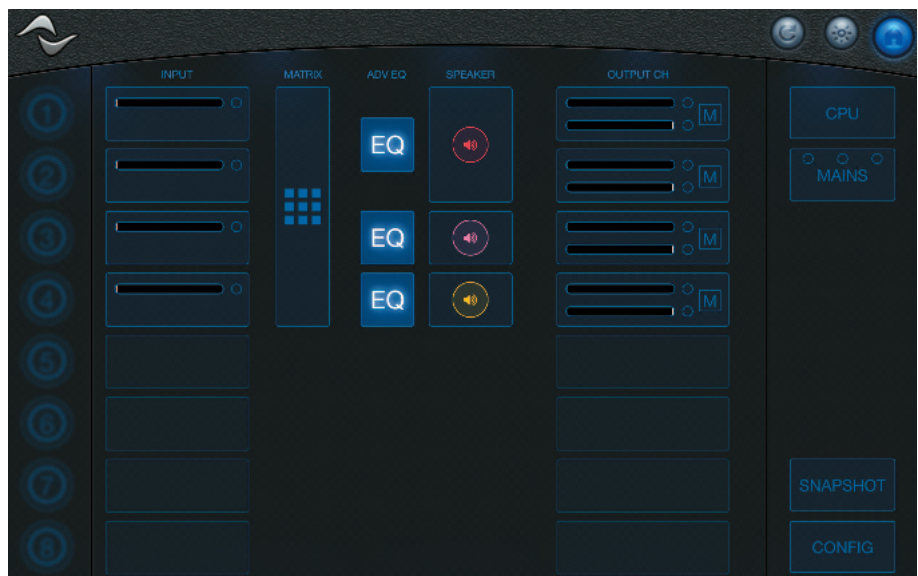 INPUT MATRIX ADV EQ SPEAKER OUTPUT CH
1 M CPU
EQ
2 M MAINS
3 EQ M
4 EQ M
5
6
7 SNAPSHOT
8 CONFIG